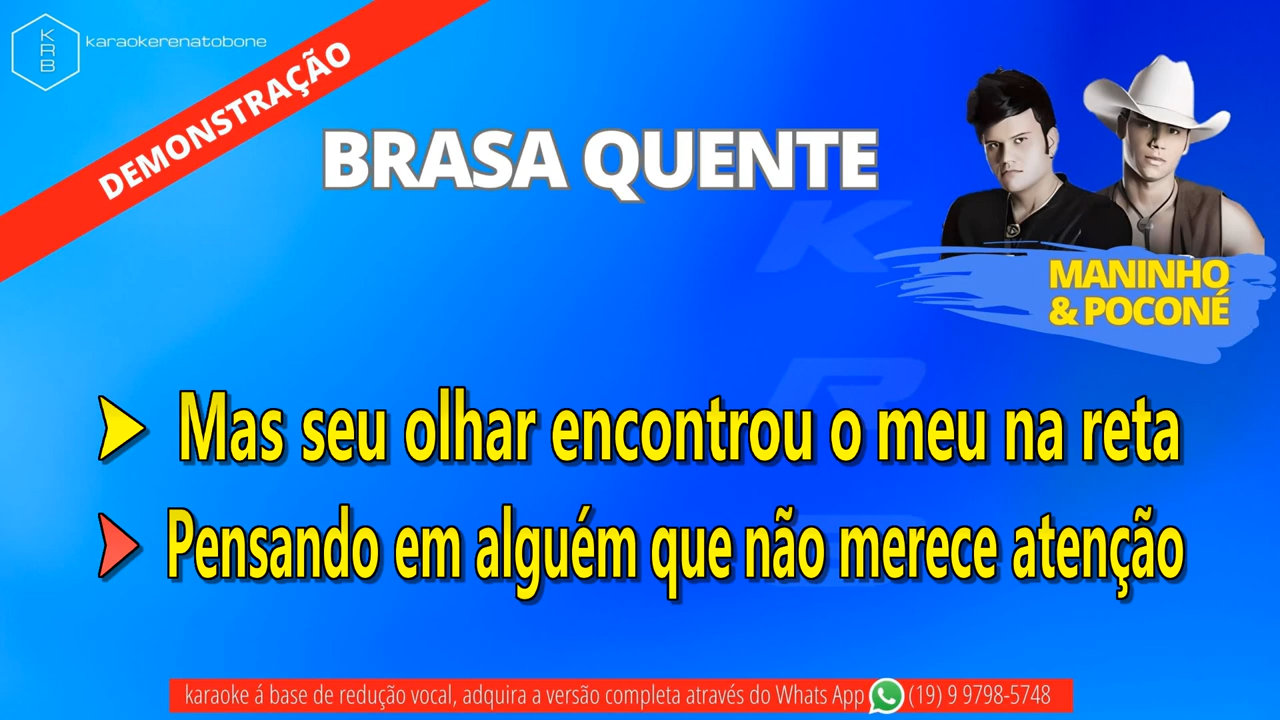 KRB
karaokerenatobone
DEMONSTRAÇÃO
BRASA QUENTE
MANINHO
& POCONÉ
K
R
B
Mas seu olhar encontrou o meu na reta
Pensando em alguém que não merece atenção
karaoke á base de redução vocal, adquira a versão completa através do Whats App (19) 9 9798-5748